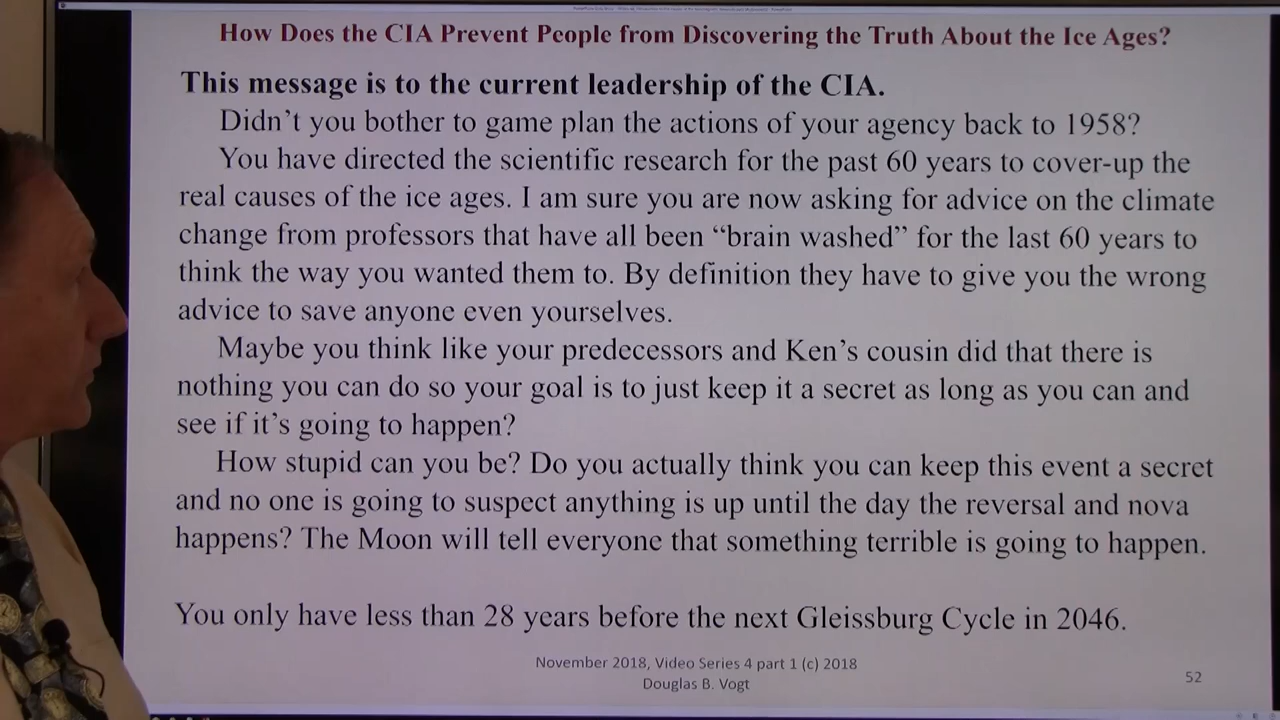 How Does the CIA Prevent People from Discovering the Truth About the Ice Ages?
This message is to the current leadership of the CIA.
Didn’t you bother to game plan the actions of your agency back to 1958?
You have directed the scientific research for the past 60 years to cover-up the
real causes of the ice ages. I am sure you are now asking for advice on the climate
change from professors that have all been “brain washed” for the last 60 years to
think the way you wanted them to. By definition they have to give you the wrong
advice to save anyone even yourselves.
Maybe you think like your predecessors and Ken’s cousin did that there is
nothing you can do so your goal is to just keep it a secret as long as you can and
see if it’s going to happen?
How stupid can you be? Do you actually think you can keep this event a secret
and no one is going to suspect anything is up until the day the reversal and nova
happens? The Moon will tell everyone that something terrible is going to happen.
You only have less than 28 years before the next Gleissburg Cycle in 2046.
November 2018, Video Series 4 part 1 (c) 2018
Douglas B. Vogt
52